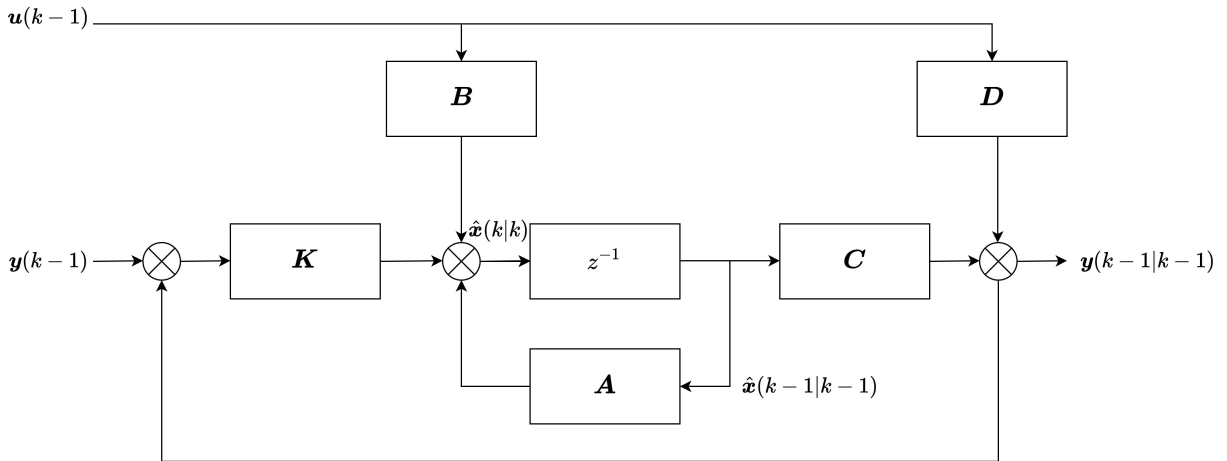 u(k−1)
B
D
x̂(k|k)
y(k−1)
K
z⁻¹
C
y(k−1|k−1)
A
x̂(k−1|k−1)